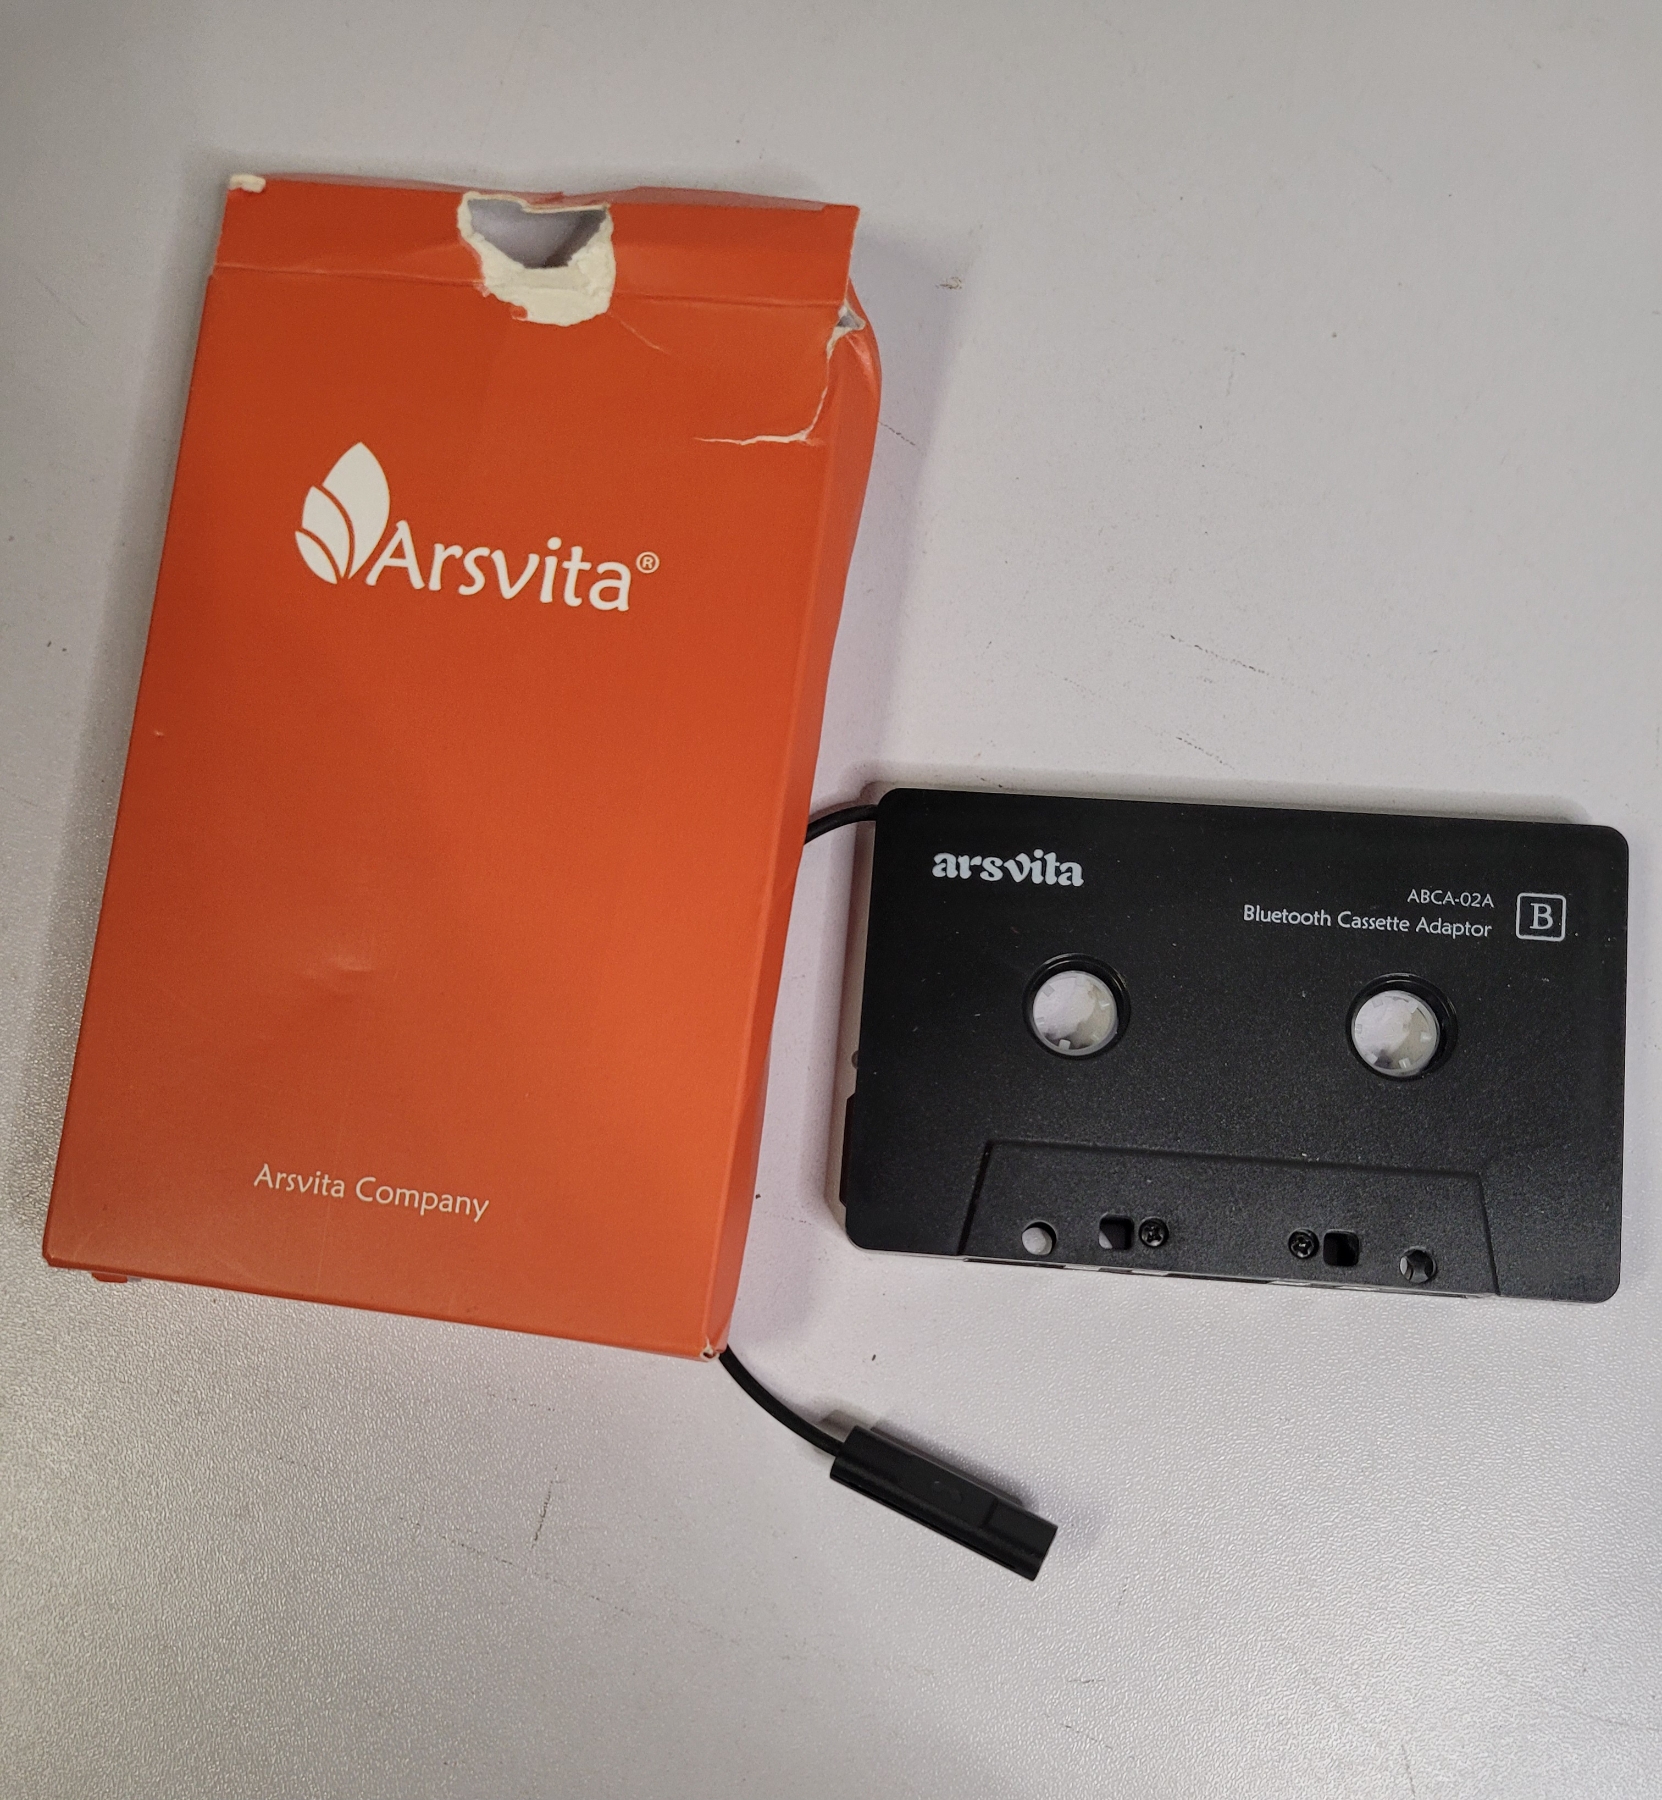 Arsvita®
Arsvita Company
arsvita
ABCA-02A
Bluetooth Cassette Adaptor
B